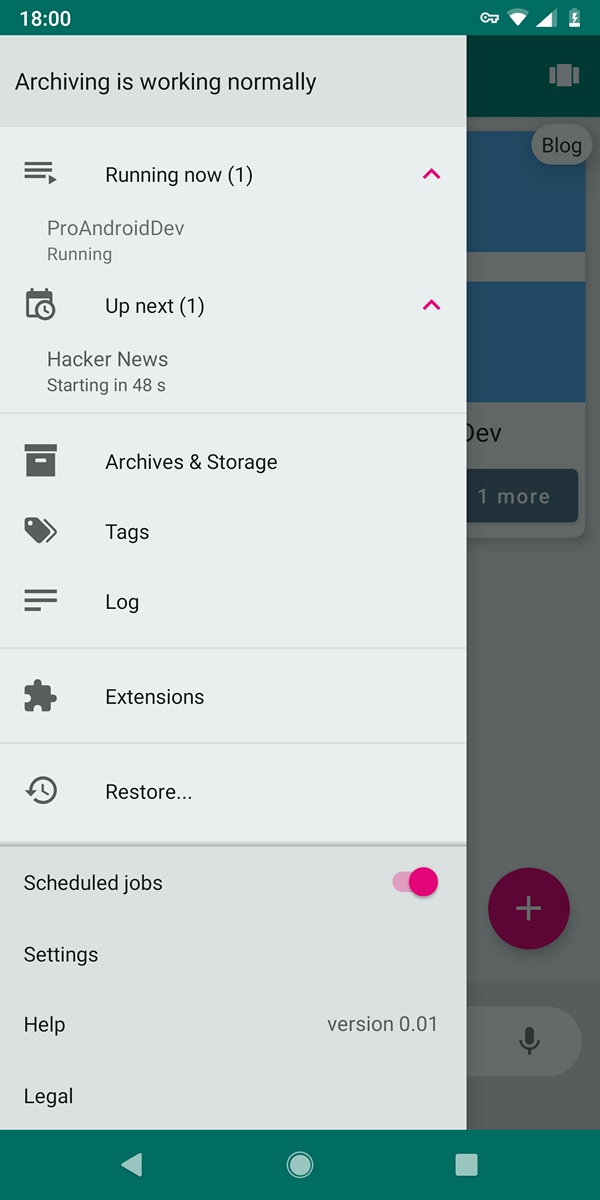 18:00
Archiving is working normally
Blog
Running now (1)
ProAndroidDev
Running
Up next (1)
Hacker News
Starting in 48 s
Dev
Archives & Storage
1 more
Tags
Log
Extensions
Restore...
Scheduled jobs
Settings
Help version 0.01
Legal